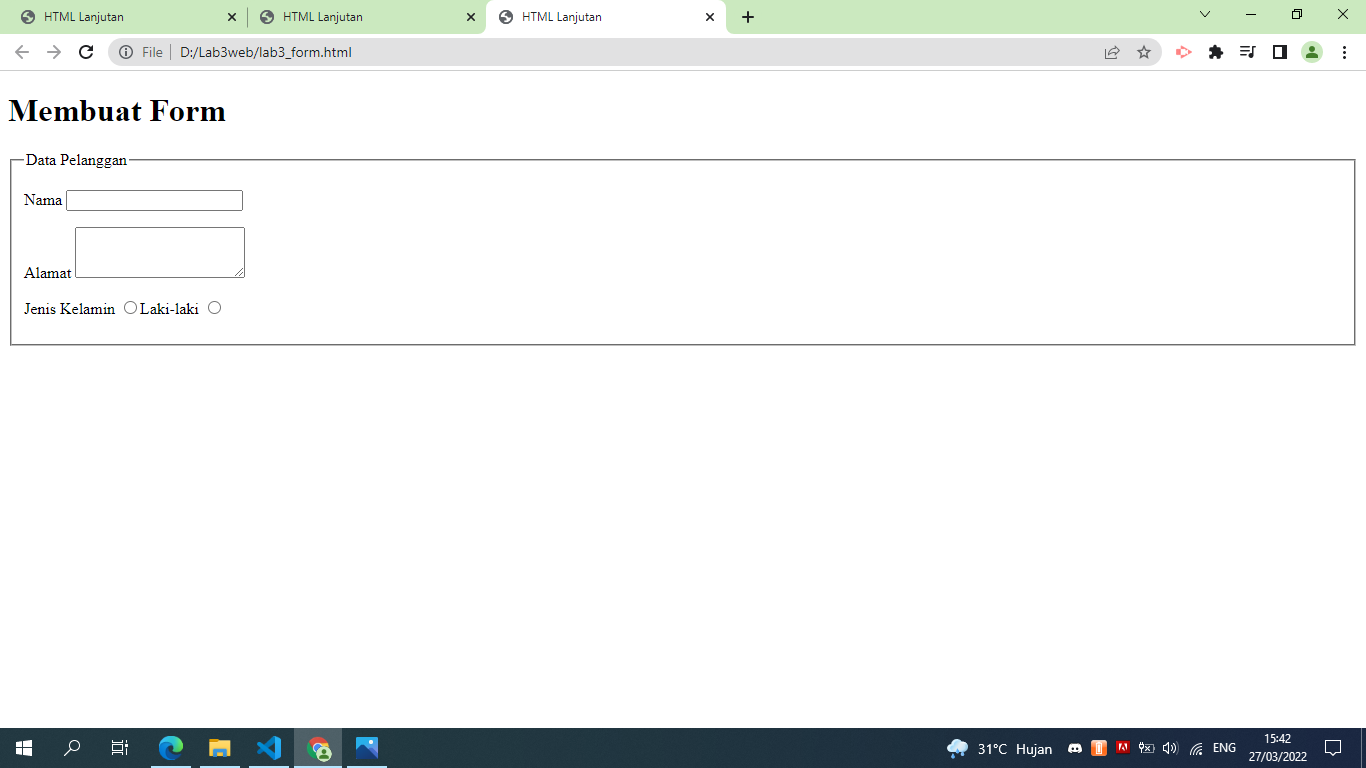 HTML Lanjutan HTML Lanjutan HTML Lanjutan
File D:/Lab3web/lab3_form.html
Membuat Form
Data Pelanggan
Nama
Alamat
Jenis Kelamin Laki-laki
31°C Hujan ENG 15:42
27/03/2022